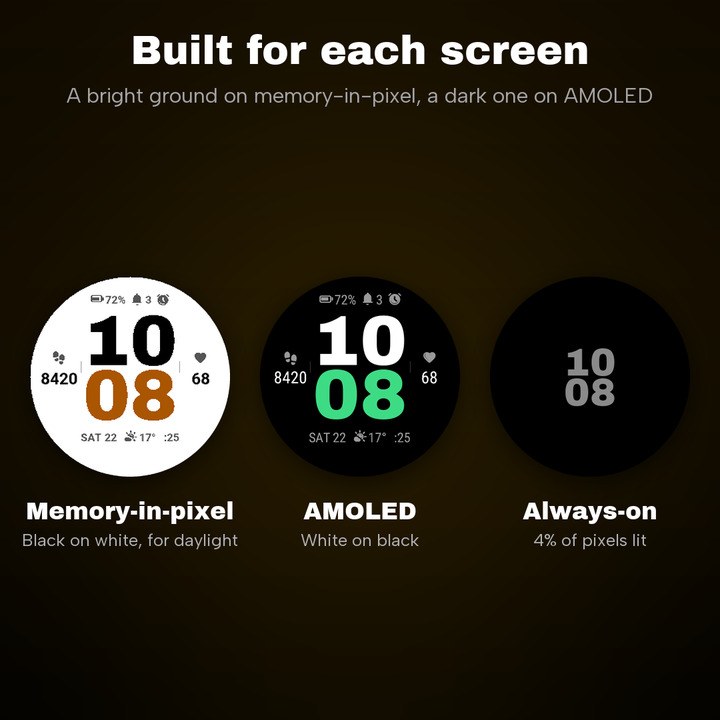 Built for each screen
A bright ground on memory-in-pixel, a dark one on AMOLED
72% 3
10
8420 68
08
SAT 22 17° :25
72% 3
10
8420 68
08
SAT 22 17° :25
10
08
Memory-in-pixel
Black on white, for daylight
AMOLED
White on black
Always-on
4% of pixels lit